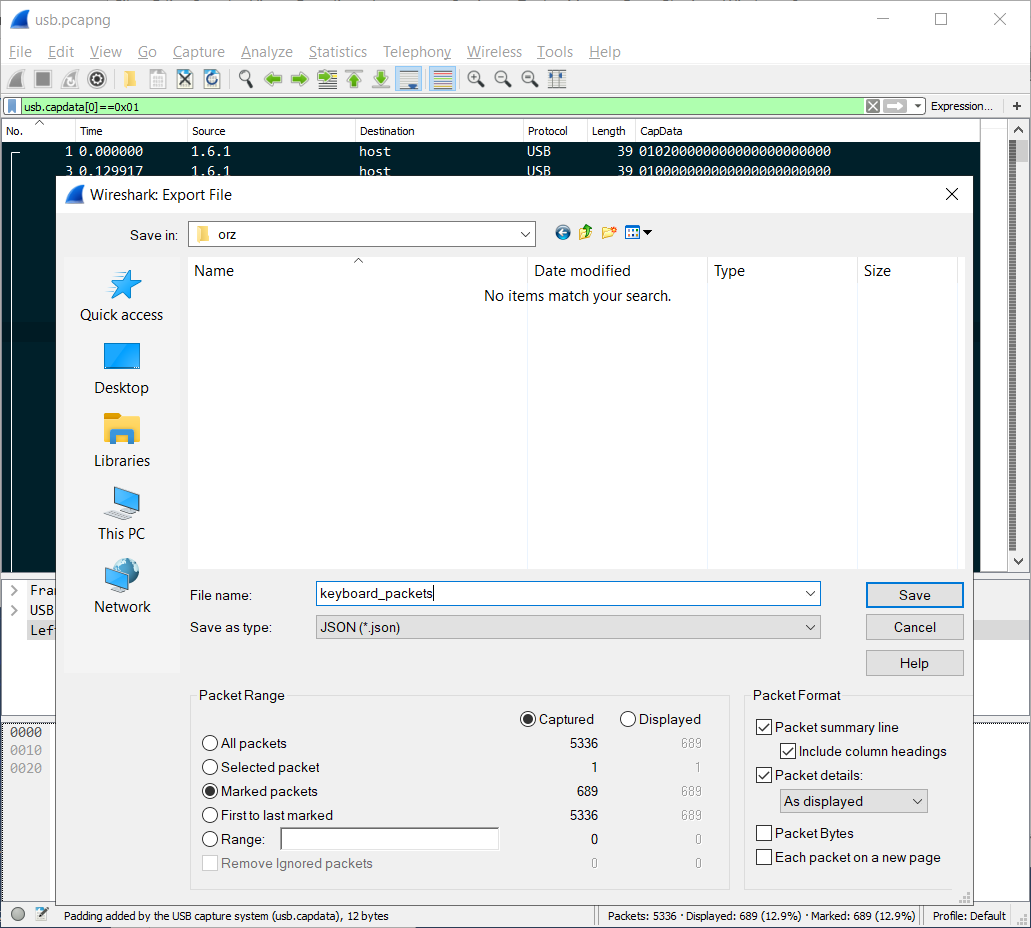 usb.pcapng
File Edit View Go Capture Analyze Statistics Telephony Wireless Tools Help
usb.capdata[0]==0x01 Expression... +
No. Time Source Destination Protocol Length CapData
1 0.000000 1.6.1 host USB 39 010200000000000000000000
3 0.129917 1.6.1 host USB 39 010000000000000000000000
Wireshark: Export File
Save in: orz
Name Date modified Type Size
No items match your search.
Quick access
Desktop
Libraries
This PC
Network
File name: keyboard_packets Save
Save as type: JSON (*.json) Cancel
Help
Fra
USB
Lef
Packet Range
Captured Displayed
All packets 5336 689
Selected packet 1 1
Marked packets 689 689
First to last marked 5336 689
Range: 0 0
Remove Ignored packets 0 0
Packet Format
Packet summary line
Include column headings
Packet details:
As displayed
Packet Bytes
Each packet on a new page
0000
0010
0020
Padding added by the USB capture system (usb.capdata), 12 bytes Packets: 5336 · Displayed: 689 (12.9%) · Marked: 689 (12.9%) Profile: Default